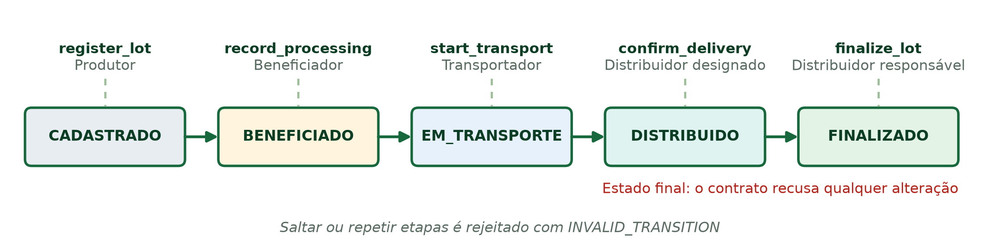 register_lot
Produtor
record_processing
Beneficiador
start_transport
Transportador
confirm_delivery
Distribuidor designado
finalize_lot
Distribuidor responsável
CADASTRADO
BENEFICIADO
EM_TRANSPORTE
DISTRIBUIDO
FINALIZADO
Estado final: o contrato recusa qualquer alteração
Saltar ou repetir etapas é rejeitado com INVALID_TRANSITION